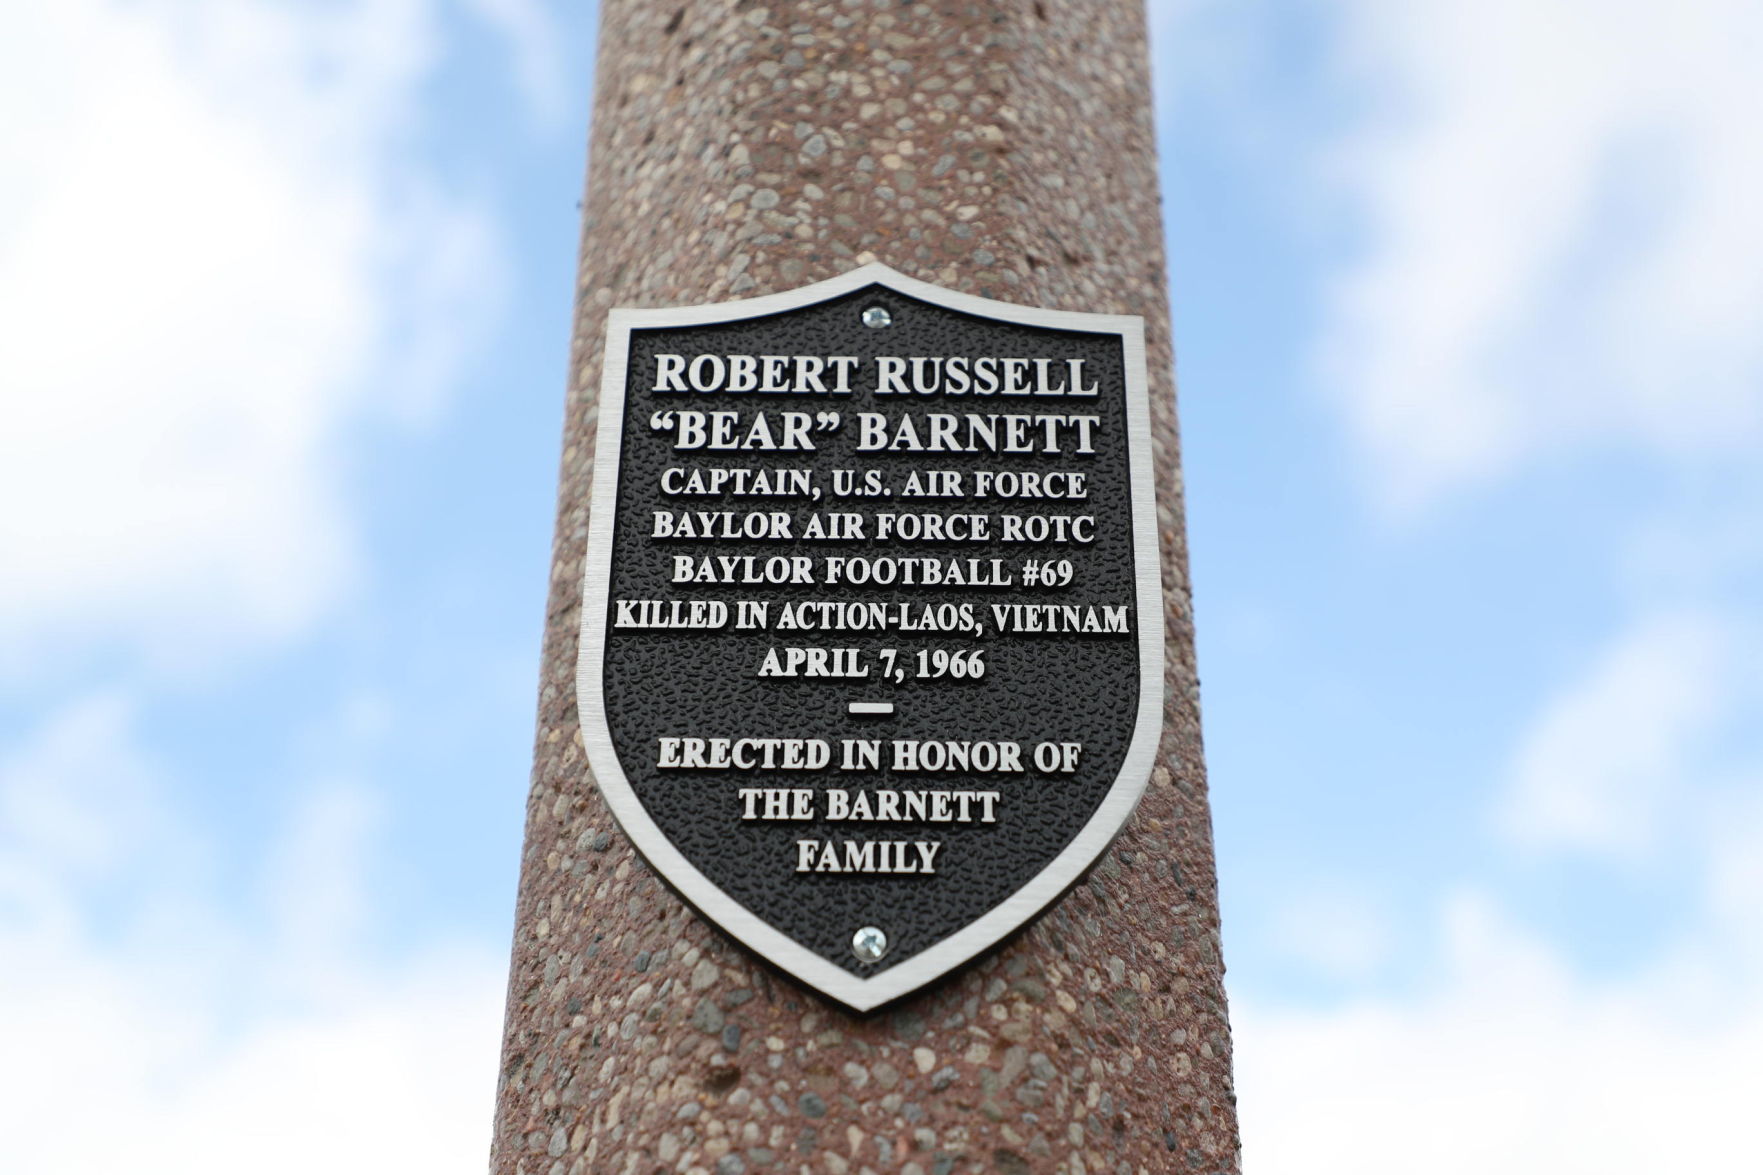 ROBERT RUSSELL
“BEAR” BARNETT
CAPTAIN, U.S. AIR FORCE
BAYLOR AIR FORCE ROTC
BAYLOR FOOTBALL #69
KILLED IN ACTION-LAOS, VIETNAM
APRIL 7, 1966
—
ERECTED IN HONOR OF
THE BARNETT
FAMILY